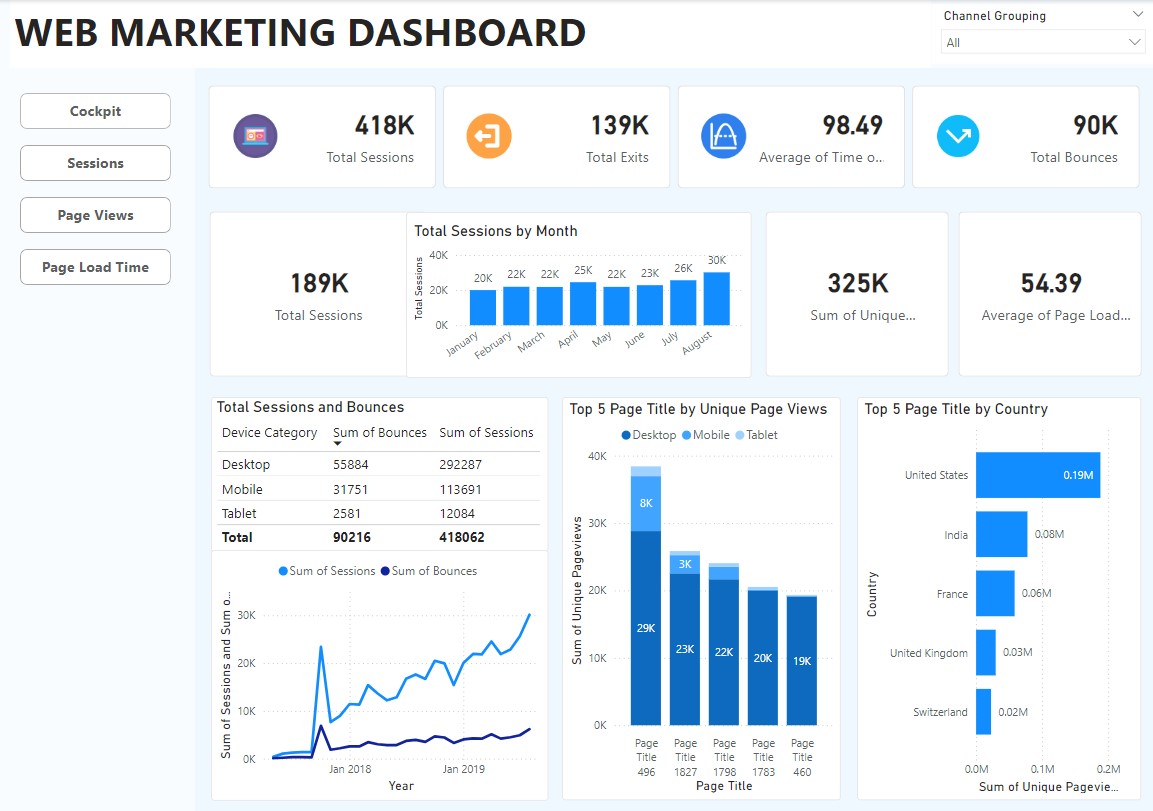 WEB MARKETING DASHBOARD
Channel Grouping
All
Cockpit
Sessions
Page Views
Page Load Time
418K
Total Sessions
139K
Total Exits
98.49
Average of Time o...
90K
Total Bounces
189K
Total Sessions
Total Sessions by Month
Total Sessions
40K
20K
0K
20K 22K 22K 25K 22K 23K 26K 30K
January February March April May June July August
325K
Sum of Unique...
54.39
Average of Page Load...
Total Sessions and Bounces
Device Category Sum of Bounces Sum of Sessions
Desktop 55884 292287
Mobile 31751 113691
Tablet 2581 12084
Total 90216 418062
Sum of Sessions Sum of Bounces
Sum of Sessions and Sum o...
30K
20K
10K
0K
Jan 2018 Jan 2019
Year
Top 5 Page Title by Unique Page Views
Desktop Mobile Tablet
Sum of Unique Pageviews
40K
30K
20K
10K
0K
8K
3K
29K 23K 22K 20K 19K
Page Page Page Page Page
Title Title Title Title Title
496 1827 1798 1783 460
Page Title
Top 5 Page Title by Country
Country
United States 0.19M
India 0.08M
France 0.06M
United Kingdom 0.03M
Switzerland 0.02M
0.0M 0.1M 0.2M
Sum of Unique Pagevie...